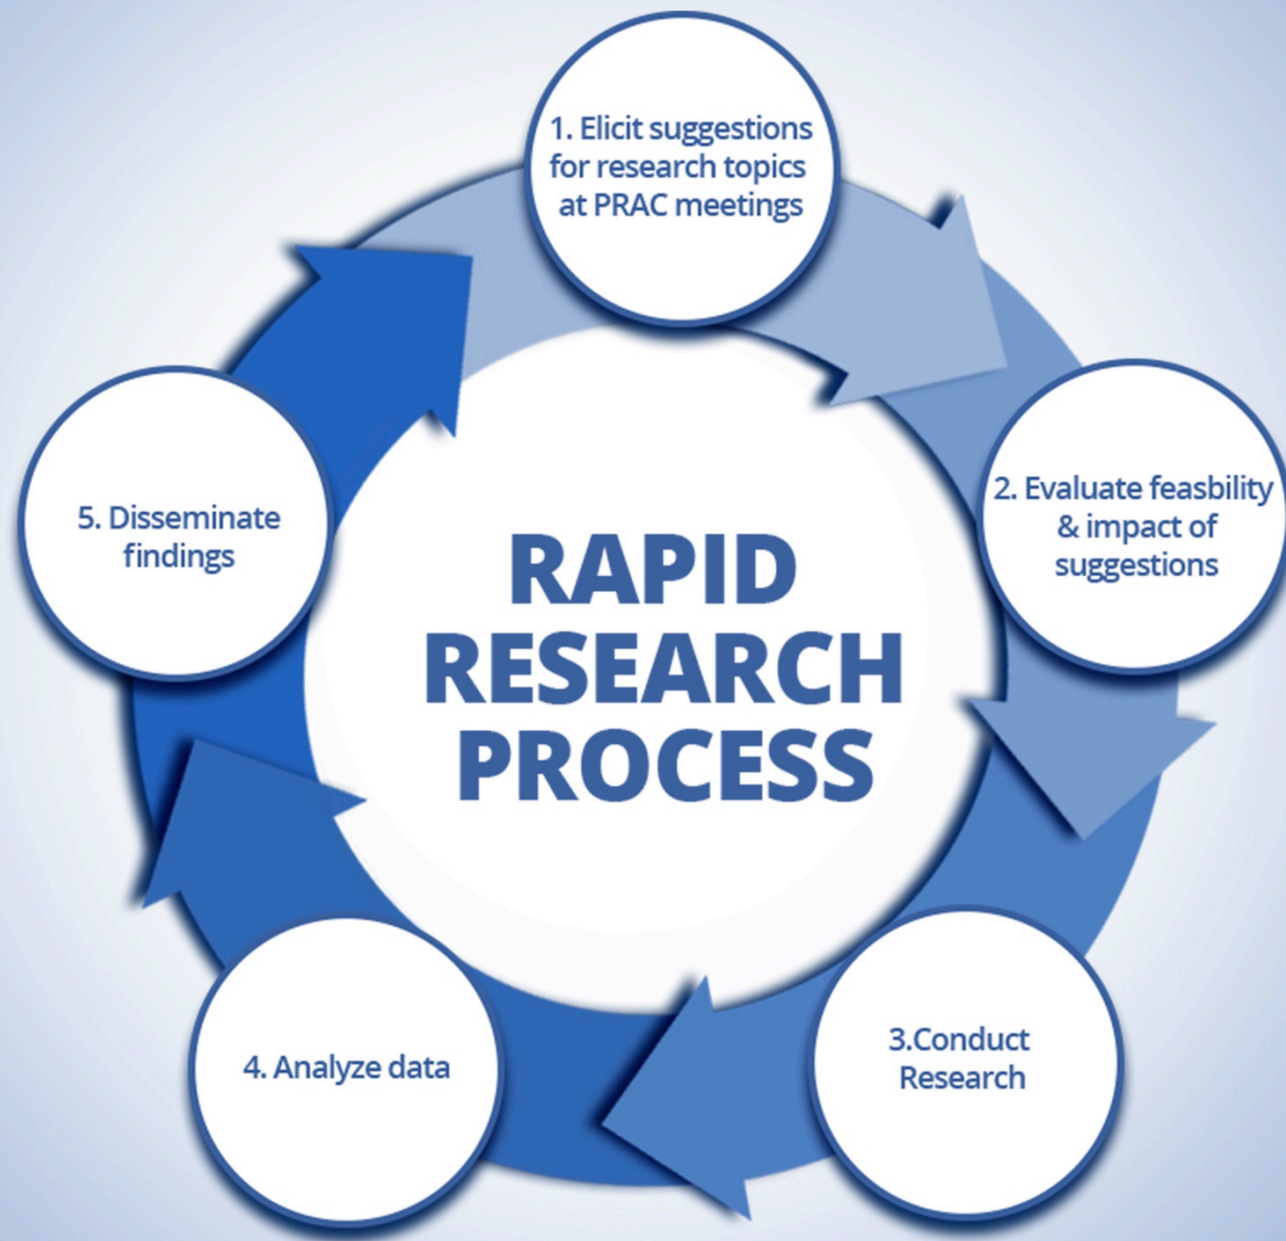 1. Elicit suggestions
for research topics
at PRAC meetings
2. Evaluate feasbility
& impact of
suggestions
3.Conduct
Research
4. Analyze data
5. Disseminate
findings
RAPID
RESEARCH
PROCESS